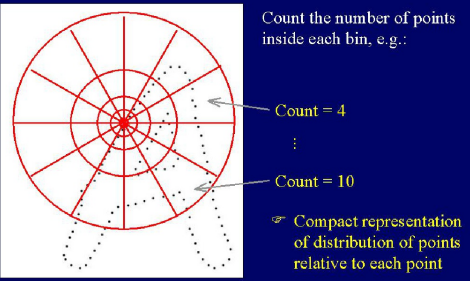 Count the number of points
inside each bin, e.g.:
Count = 4
⋮
Count = 10
☞ Compact representation
of distribution of points
relative to each point